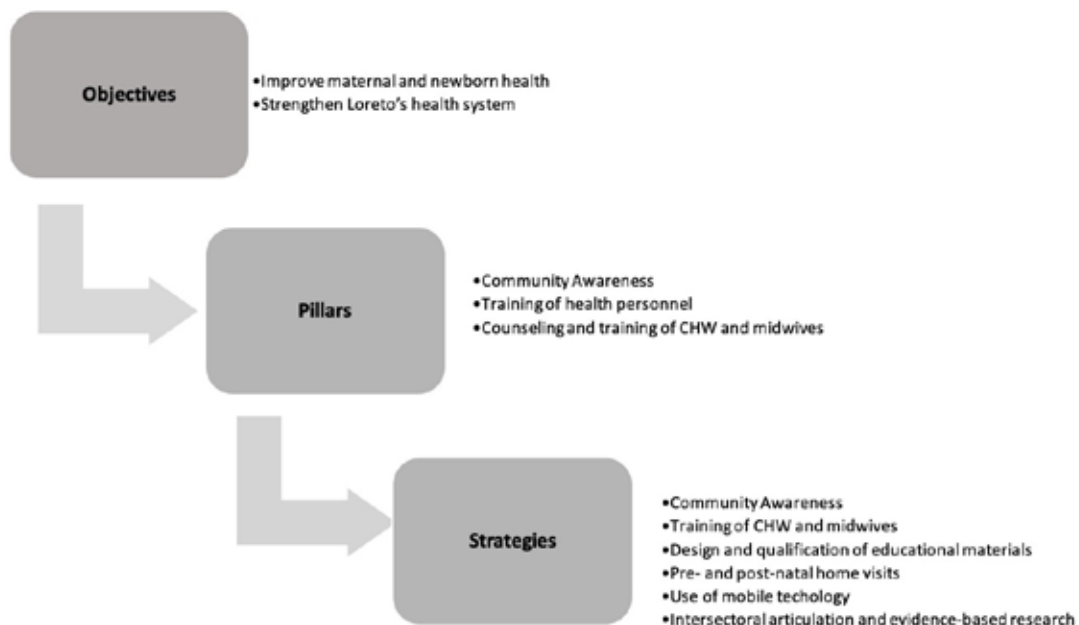 Objectives
•Improve maternal and newborn health
•Strengthen Loreto's health system
Pillars
•Community Awareness
•Training of health personnel
•Counseling and training of CHW and midwives
Strategies
•Community Awareness
•Training of CHW and midwives
•Design and qualification of educational materials
•Pre- and post-natal home visits
•Use of mobile techology
•Intersectoral articulation and evidence-based research